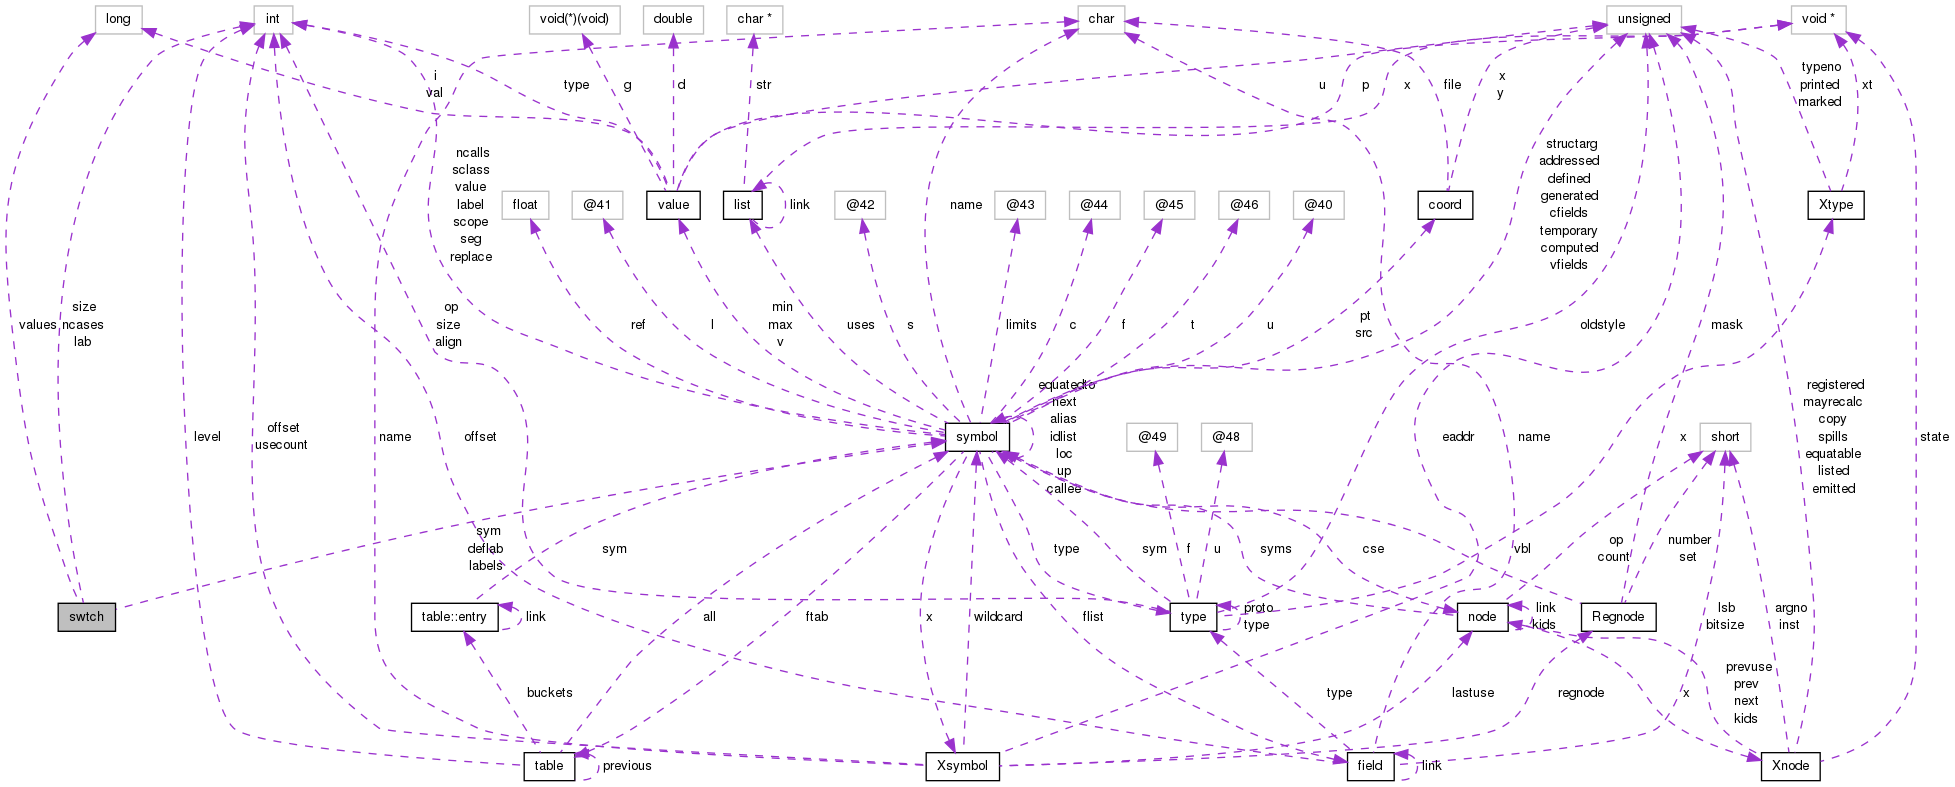 long
int
void(*)(void)
double
char *
char
unsigned
void *
i
val
type
g
d
str
u
p
x
file
x
y
typeno
printed
marked
xt
ncalls
sclass
value
label
scope
seg
replace
float
@41
value
list
link
@42
name
@43
@44
@45
@46
@40
coord
structarg
addressed
defined
generated
cfields
temporary
computed
vfields
Xtype
values
size
ncases
lab
op
size
align
ref
l
min
max
v
uses
s
limits
c
f
t
u
pt
src
oldstyle
mask
level
offset
usecount
name
offset
symbol
equatedto
next
alias
idlist
loc
up
callee
@49
@48
eaddr
name
x
short
registered
mayrecalc
copy
spills
equatable
listed
emitted
state
sym
deflab
labels
sym
type
sym
f
u
syms
cse
vbl
op
count
number
set
swtch
table::entry
link
all
ftab
x
wildcard
flist
type
proto
type
node
link
kids
Regnode
lsb
bitsize
argno
inst
buckets
type
lastuse
regnode
x
prevuse
prev
next
kids
table
previous
Xsymbol
field
link
Xnode